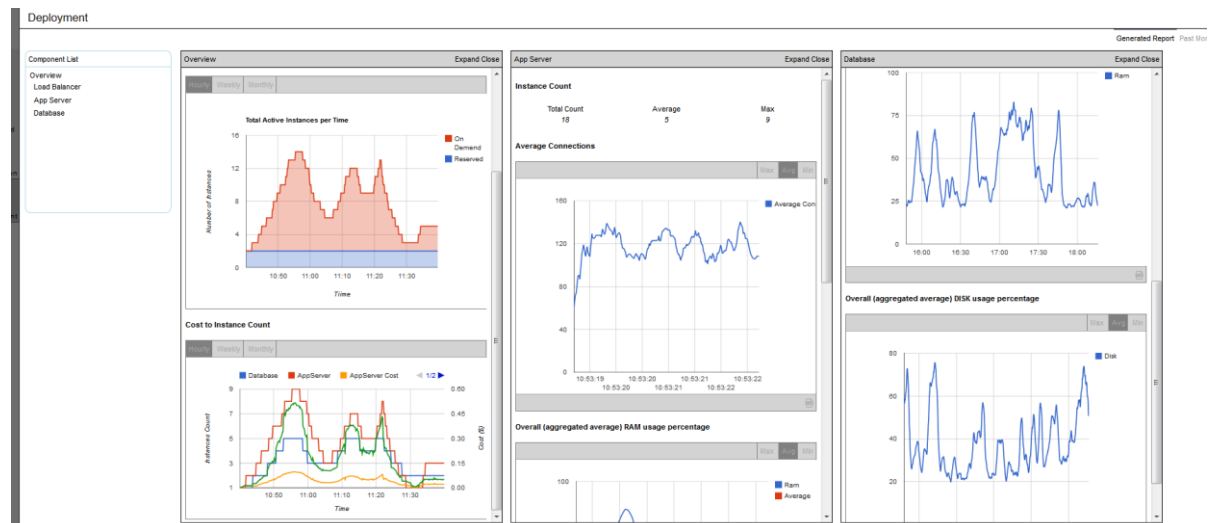 Deployment
Generated Report Past Mon
Component List
Overview
Load Balancer
App Server
Database
Overview Expand Close
Hourly Weekly Monthly
Total Active Instances per Time
16
12
8
4
0
Number of Instances
10:50 11:00 11:10 11:20 11:30
Tiime
On
Demand
Reserved
Cost to Instance Count
Hourly Weekly Monthly
Database AppServer AppServer Cost 1/2
9
7
5
3
1
Instances Count
0.60
0.45
0.30
0.15
0.00
Cost ($)
10:50 11:00 11:10 11:20 11:30
Time
App Server Expand Close
Instance Count
Total Count Average Max
18 5 9
Average Connections
Max Avg Min
160
120
80
40
0
Average Con
10:53:19 10:53:20 10:53:21 10:53:22
10:53:20 10:53:21 10:53:22
Overall (aggregated average) RAM usage percentage
Max Avg Min
100
Ram
Average
Database Expand Close
100
75
50
25
0
Ram
16:00 16:30 17:00 17:30 18:00
Overall (aggregated average) DISK usage percentage
Max Avg Min
80
60
40
20
Disk